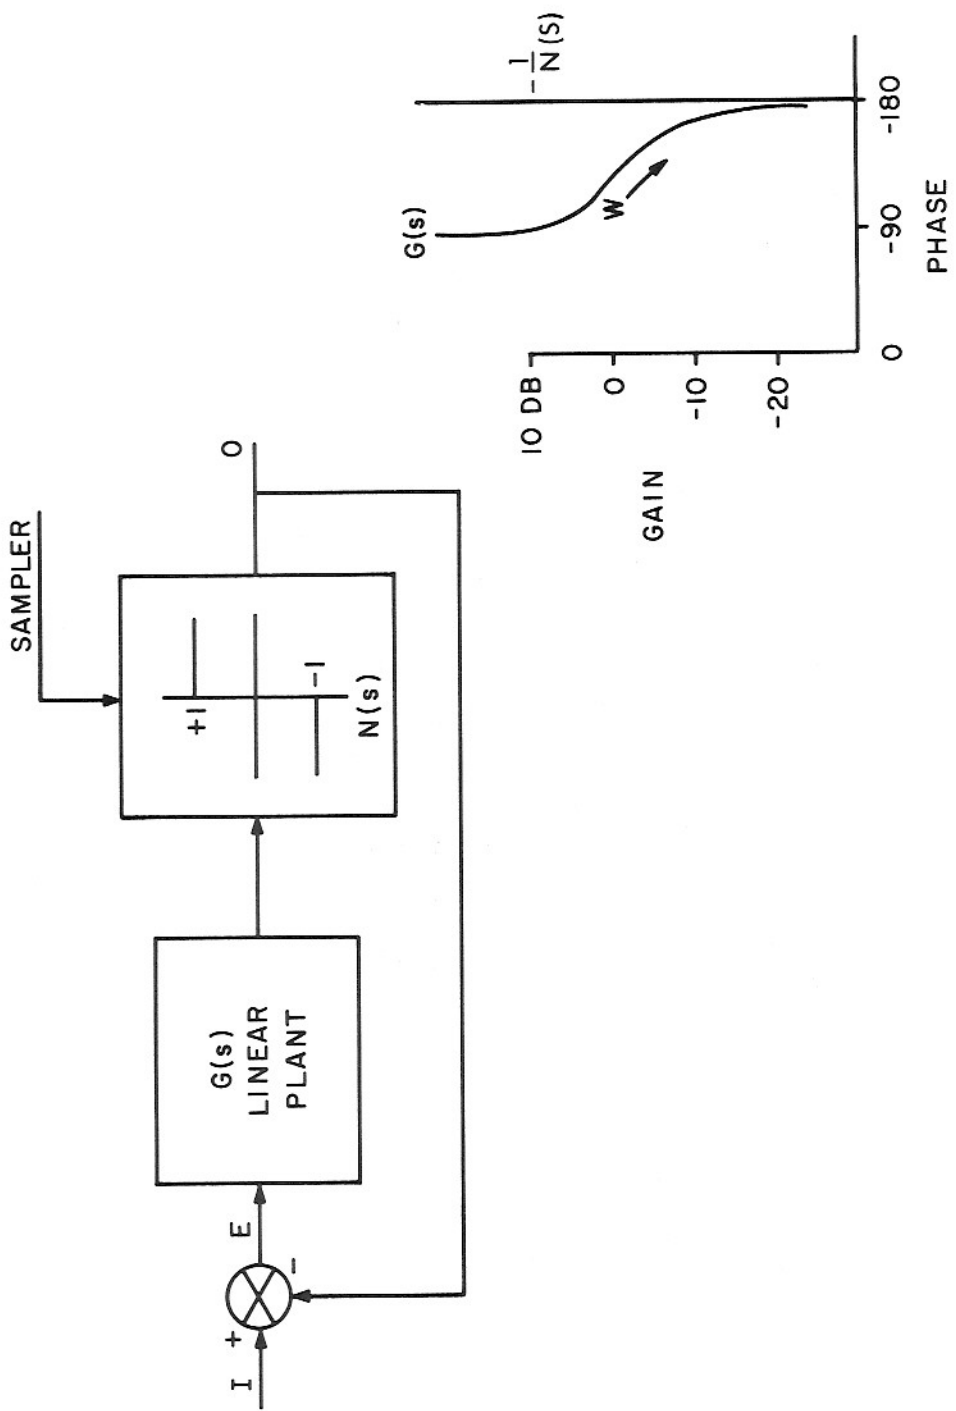 SAMPLER
I
+
-
E
G(s)
LINEAR
PLANT
+1
-1
N(s)
O
10 DB
0
-10
-20
GAIN
G(s)
W
-1/N(S)
0
-90
-180
PHASE